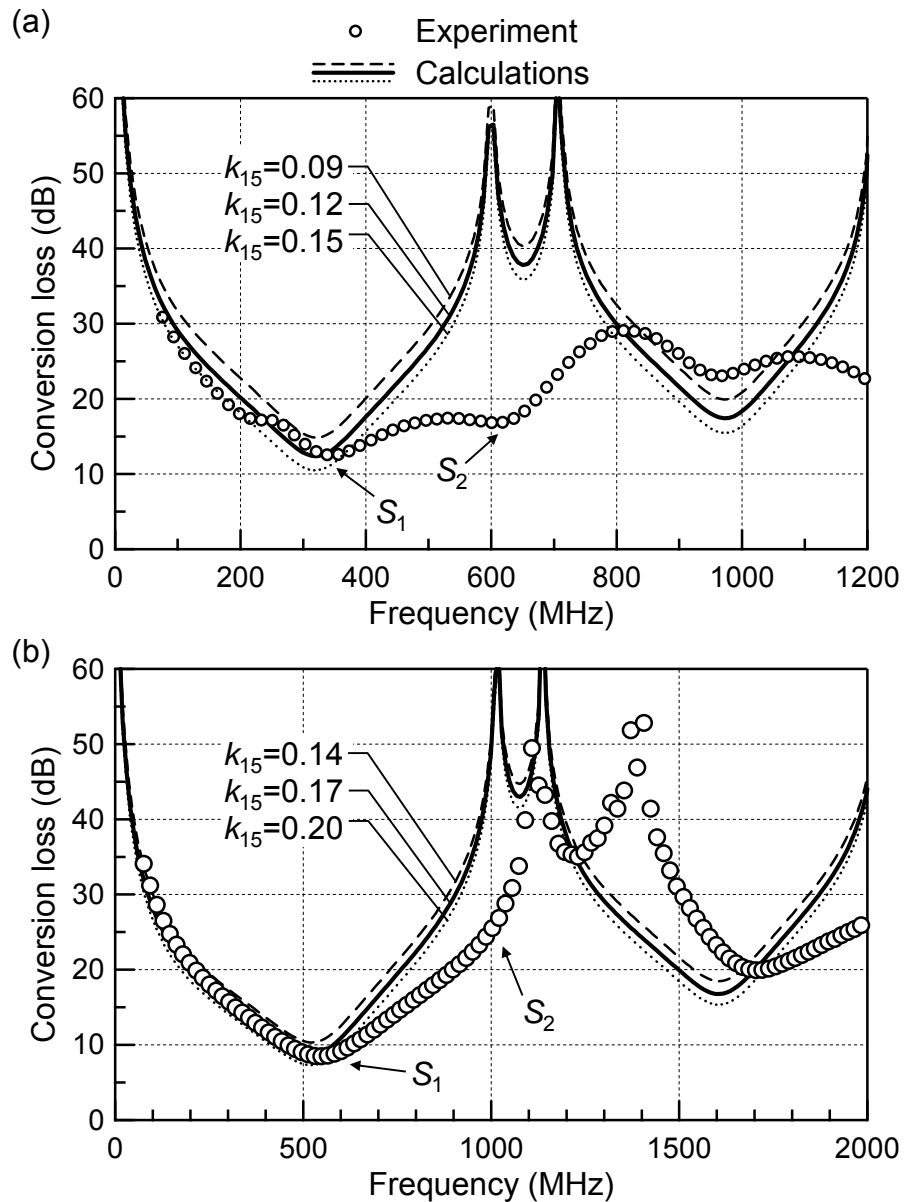 (a)
Experiment
Calculations
60
50
40
30
20
10
0
Conversion loss (dB)
k15=0.09
k15=0.12
k15=0.15
S1
S2
0 200 400 600 800 1000 1200
Frequency (MHz)
(b)
60
50
40
30
20
10
0
Conversion loss (dB)
k15=0.14
k15=0.17
k15=0.20
S2
S1
0 500 1000 1500 2000
Frequency (MHz)